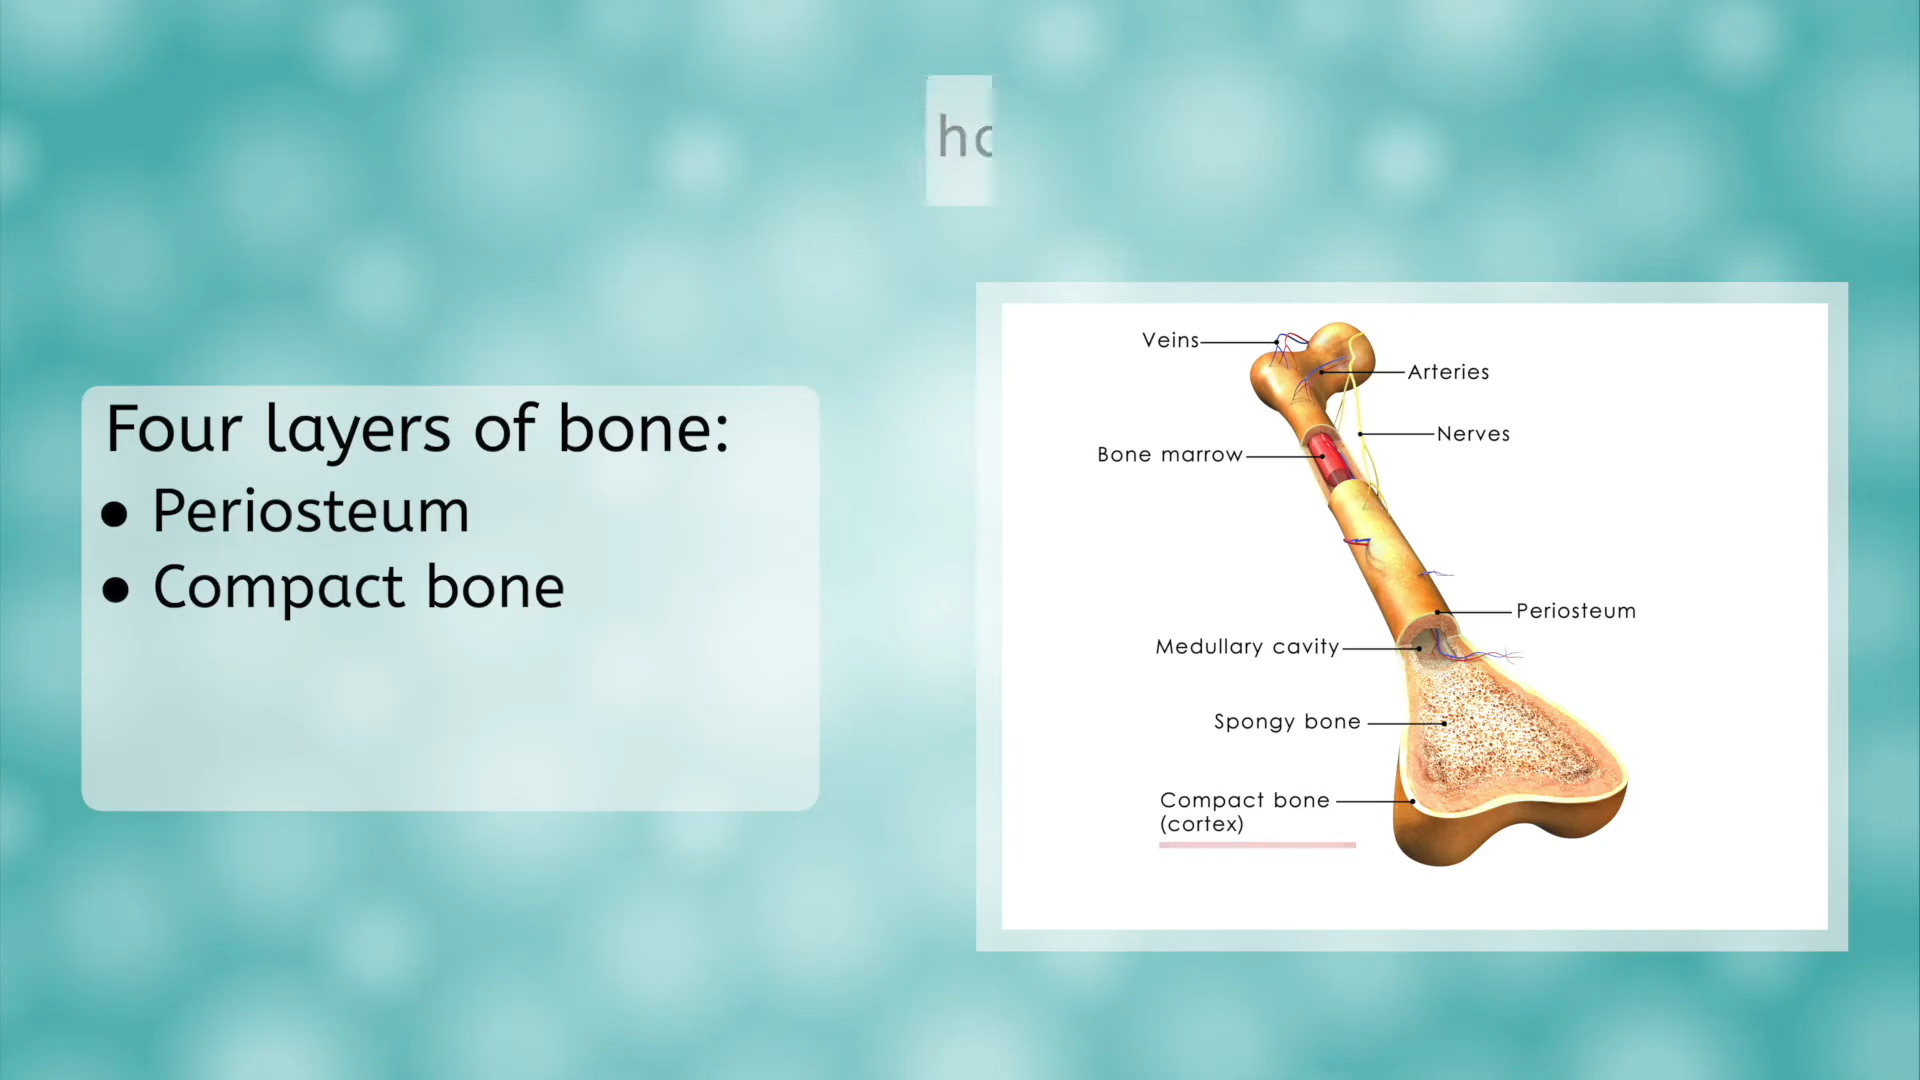 Four layers of bone:
● Periosteum
● Compact bone
Veins
Arteries
Nerves
Bone marrow
Periosteum
Medullary cavity
Spongy bone
Compact bone
(cortex)